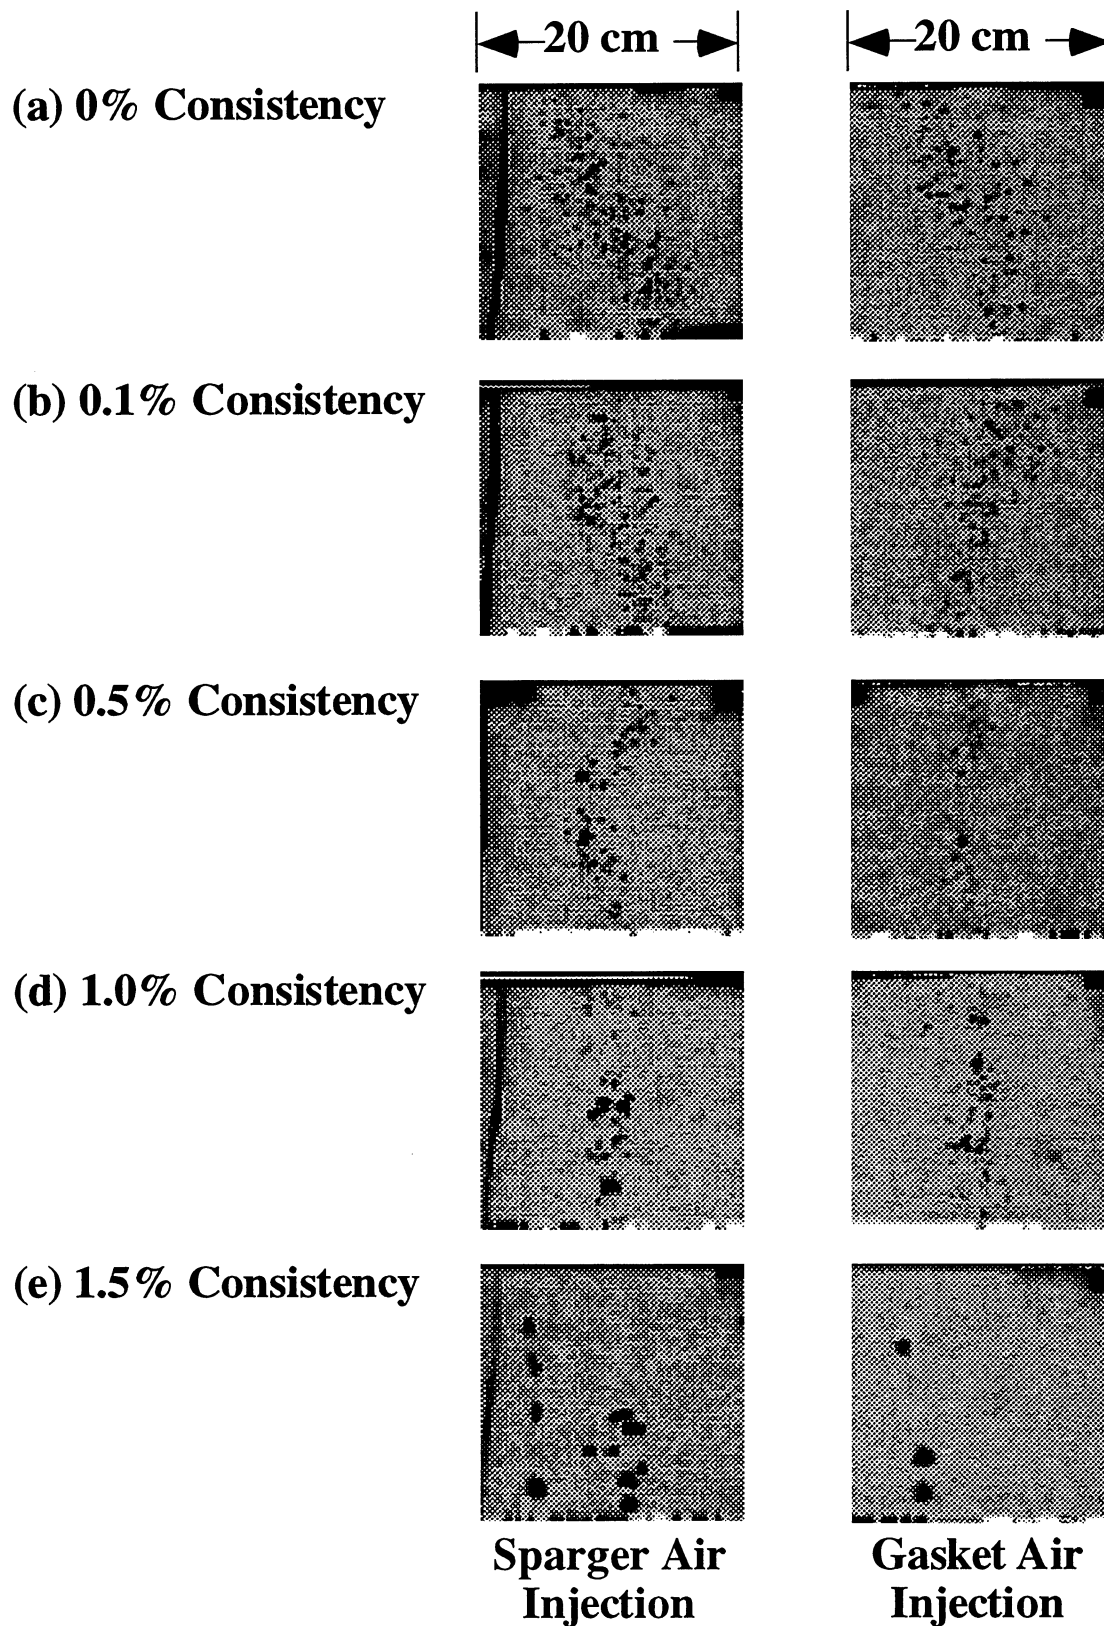 20 cm 20 cm
(a) 0% Consistency
(b) 0.1% Consistency
(c) 0.5% Consistency
(d) 1.0% Consistency
(e) 1.5% Consistency
Sparger Air Gasket Air
Injection Injection